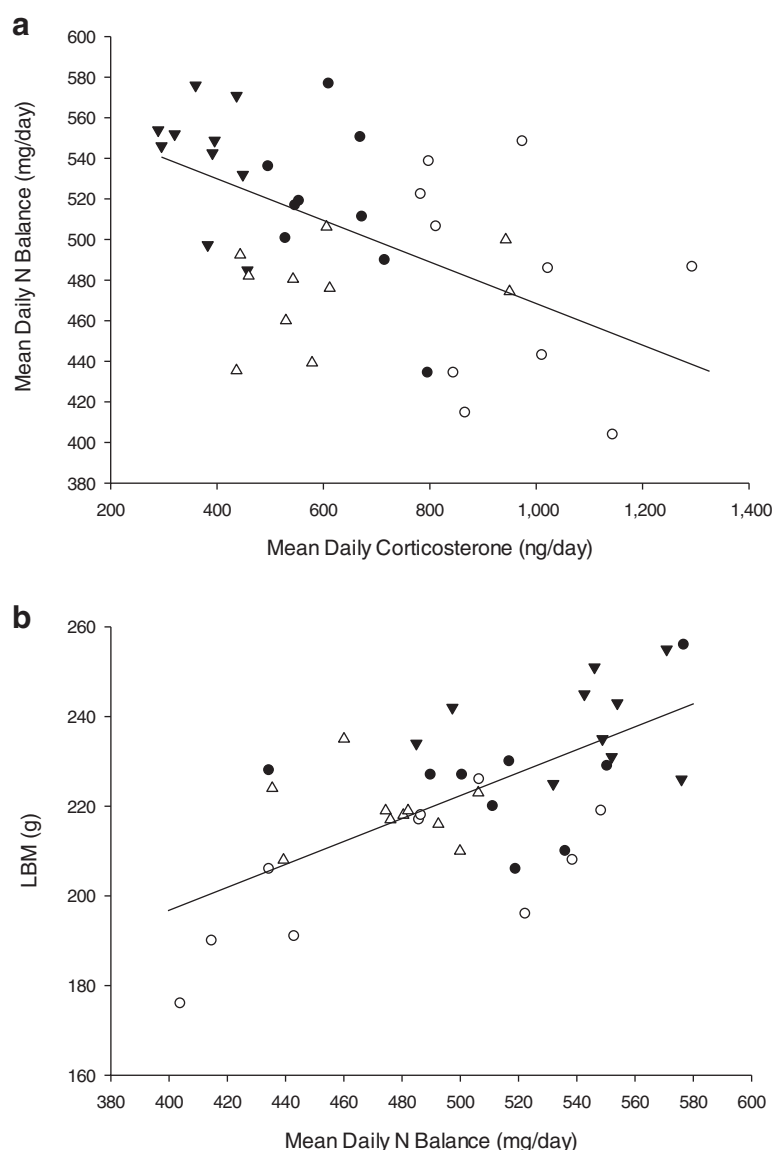 a
600
580
560
540
520
500
480
460
440
420
400
380
Mean Daily N Balance (mg/day)
200 400 600 800 1,000 1,200 1,400
Mean Daily Corticosterone (ng/day)
b
260
240
220
200
180
160
LBM (g)
380 400 420 440 460 480 500 520 540 560 580 600
Mean Daily N Balance (mg/day)